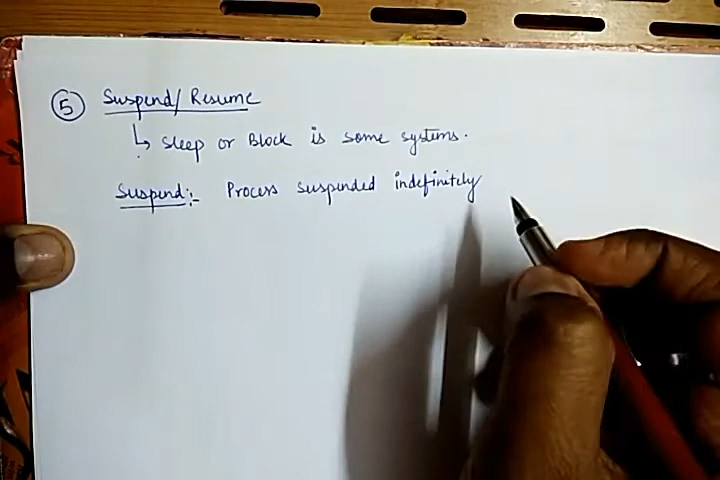 5 Suspend/Resume
↳ Sleep or Block is some systems.
Suspend:- Process suspended indefinitely